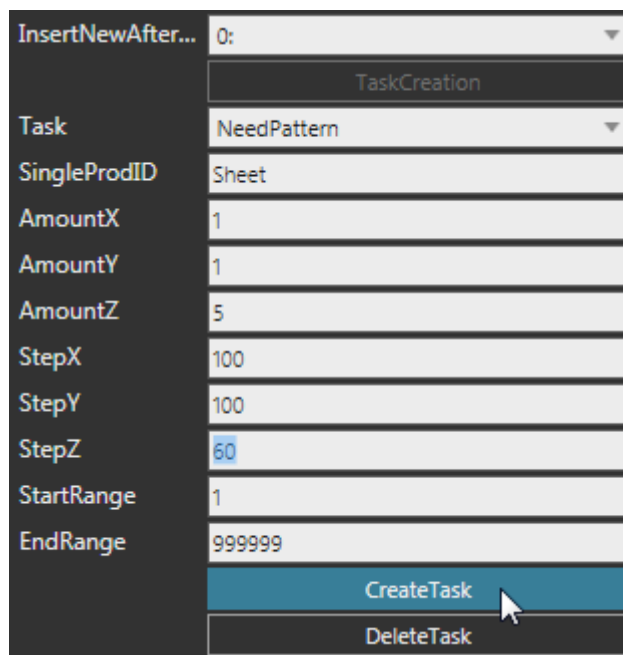 InsertNewAfter... 0:
TaskCreation
Task NeedPattern
SingleProdID Sheet
AmountX 1
AmountY 1
AmountZ 5
StepX 100
StepY 100
StepZ 60
StartRange 1
EndRange 999999
CreateTask
DeleteTask